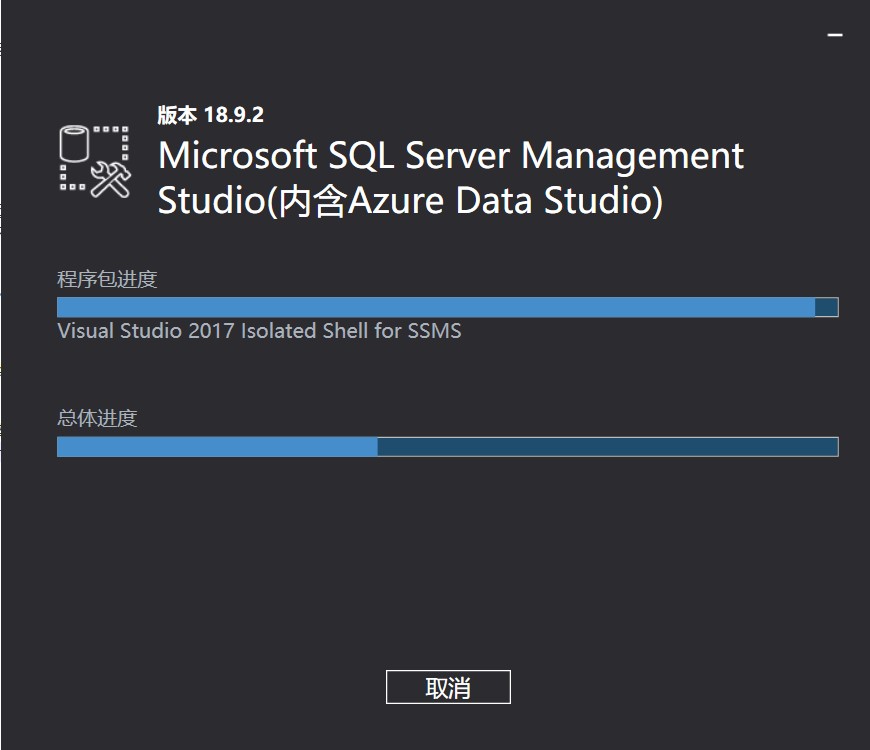 版本 18.9.2
Microsoft SQL Server Management
Studio(内含Azure Data Studio)
程序包进度
Visual Studio 2017 Isolated Shell for SSMS
总体进度
取消